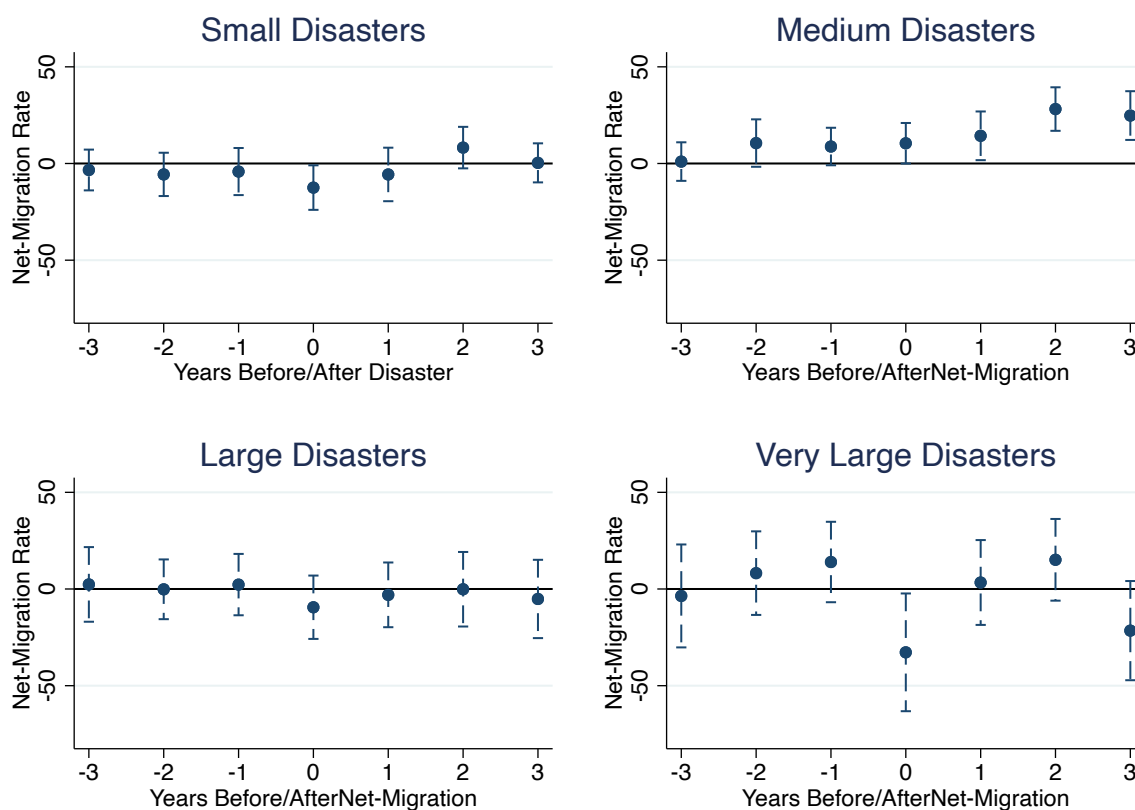 Small Disasters
50
0
-50
Net-Migration Rate
-3 -2 -1 0 1 2 3
Years Before/After Disaster
Medium Disasters
50
0
-50
Net-Migration Rate
-3 -2 -1 0 1 2 3
Years Before/AfterNet-Migration
Large Disasters
50
0
-50
Net-Migration Rate
-3 -2 -1 0 1 2 3
Years Before/AfterNet-Migration
Very Large Disasters
50
0
-50
Net-Migration Rate
-3 -2 -1 0 1 2 3
Years Before/AfterNet-Migration